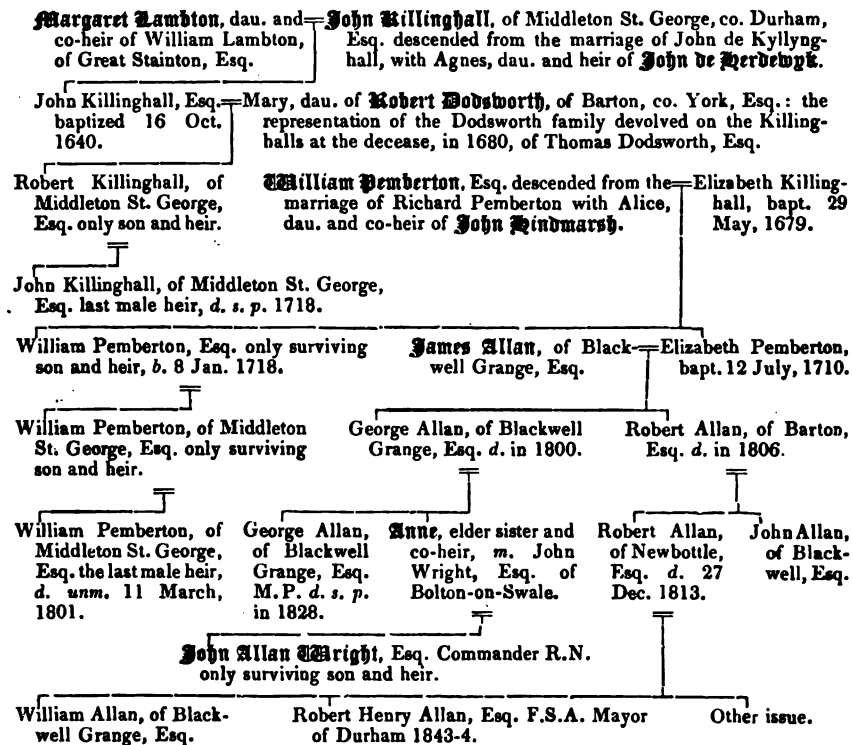 Margaret Lambton, dau. and
co-heir of William Lambton,
of Great Stainton, Esq.
John Killinghall, of Middleton St. George, co. Durham,
Esq. descended from the marriage of John de Kyllyng-
hall, with Agnes, dau. and heir of John de Herdewyk.
John Killinghall, Esq.
baptized 16 Oct.
1640.
Mary, dau. of Robert Dodsworth, of Barton, co. York, Esq.: the
representation of the Dodsworth family devolved on the Killing-
halls at the decease, in 1680, of Thomas Dodsworth, Esq.
Robert Killinghall, of
Middleton St. George,
Esq. only son and heir.
William Pemberton, Esq. descended from the
marriage of Richard Pemberton with Alice,
dau. and co-heir of John Hindmarsh.
Elizabeth Killing-
hall, bapt. 29
May, 1679.
John Killinghall, of Middleton St. George,
Esq. last male heir, d. s. p. 1718.
William Pemberton, Esq. only surviving
son and heir, b. 8 Jan. 1718.
James Allan, of Black-
well Grange, Esq.
Elizabeth Pemberton,
bapt. 12 July, 1710.
William Pemberton, of Middleton
St. George, Esq. only surviving
son and heir.
George Allan, of Blackwell
Grange, Esq. d. in 1800.
Robert Allan, of Barton,
Esq. d. in 1806.
William Pemberton, of
Middleton St. George,
Esq. the last male heir,
d. unm. 11 March,
1801.
George Allan,
of Blackwell
Grange, Esq.
M.P. d. s. p.
in 1828.
Anne, elder sister and
co-heir, m. John
Wright, Esq. of
Bolton-on-Swale.
Robert Allan,
of Newbottle,
Esq. d. 27
Dec. 1813.
John Allan,
of Black-
well, Esq.
John Allan Wright, Esq. Commander R.N.
only surviving son and heir.
William Allan, of Black-
well Grange, Esq.
Robert Henry Allan, Esq. F.S.A. Mayor
of Durham 1843-4.
Other issue.